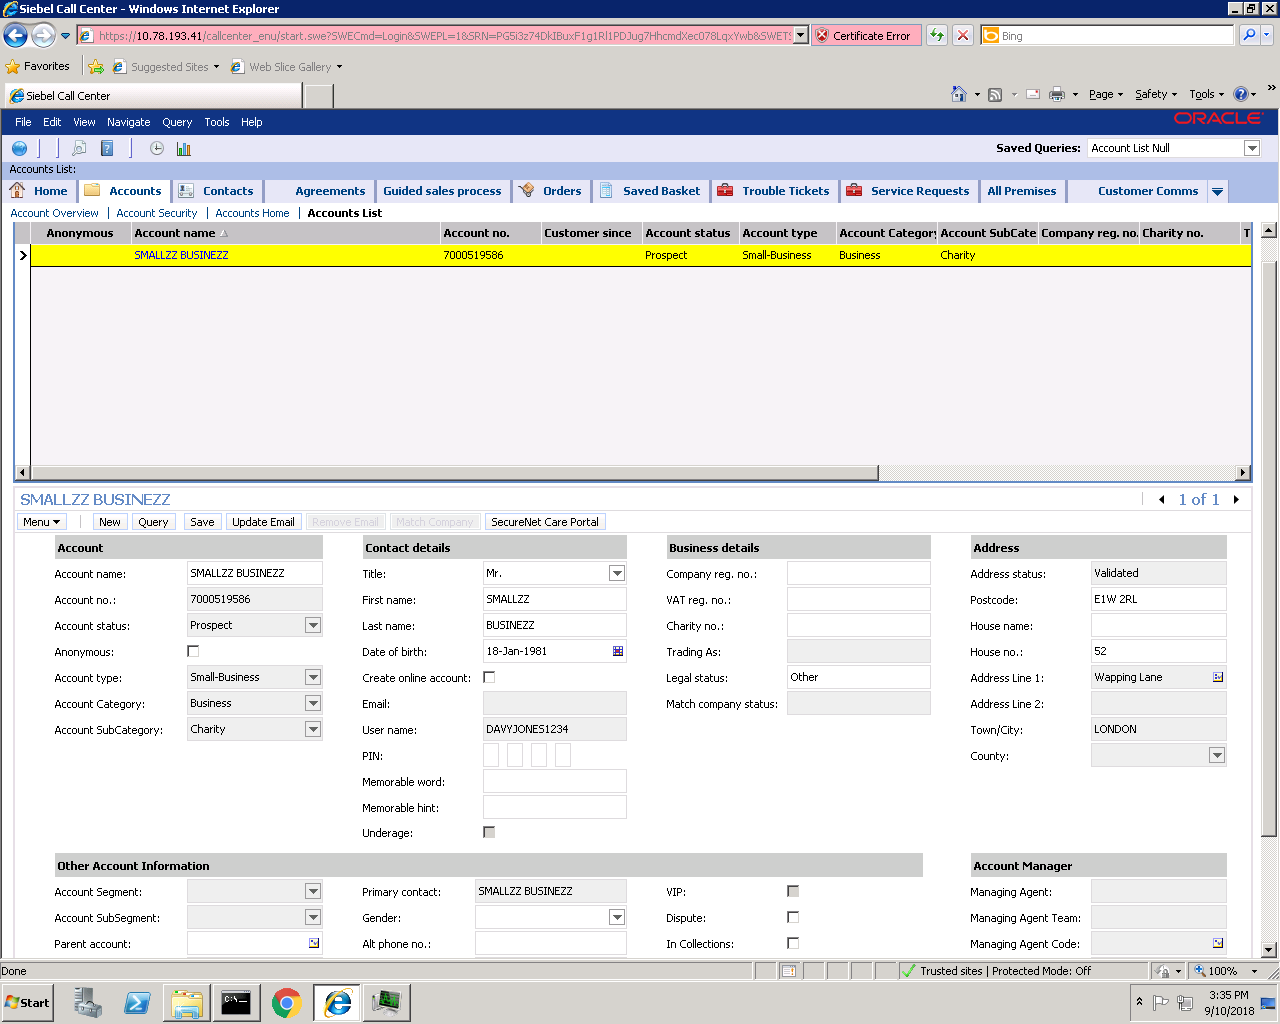 Siebel Call Center - Windows Internet Explorer
https://10.78.193.41/callcenter_enu/start.swe?SWECmd=Login&SWEPL=1&SRN=PG5i3z74DkIBuxF1g1Rl1PDJug7HhcmdXec078LqxYwb&SWETS
Certificate Error
Bing
Favorites
Suggested Sites
Web Slice Gallery
Siebel Call Center
Page
Safety
Tools
File Edit View Navigate Query Tools Help
ORACLE
Saved Queries: Account List Null
Accounts List:
Home Accounts Contacts Agreements Guided sales process Orders Saved Basket Trouble Tickets Service Requests All Premises Customer Comms
Account Overview | Account Security | Accounts Home | Accounts List
Anonymous Account name Account no. Customer since Account status Account type Account Category Account SubCate Company reg. no. Charity no. T
SMALLZZ BUSINEZZ 7000519586 Prospect Small-Business Business Charity
SMALLZZ BUSINEZZ
1 of 1
Menu New Query Save Update Email Remove Email Match Company SecureNet Care Portal
Account Contact details Business details Address
Account name: SMALLZZ BUSINEZZ Title: Mr. Company reg. no.: Address status: Validated
Account no.: 7000519586 First name: SMALLZZ VAT reg. no.: Postcode: E1W 2RL
Account status: Prospect Last name: BUSINEZZ Charity no.: House name:
Anonymous: Date of birth: 18-Jan-1981 Trading As: House no.: 52
Account type: Small-Business Create online account: Legal status: Other Address Line 1: Wapping Lane
Account Category: Business Email: Match company status: Address Line 2:
Account SubCategory: Charity User name: DAVYJONES1234 Town/City: LONDON
PIN: County:
Memorable word:
Memorable hint:
Underage:
Other Account Information Account Manager
Account Segment: Primary contact: SMALLZZ BUSINEZZ VIP: Managing Agent:
Account SubSegment: Gender: Dispute: Managing Agent Team:
Parent account: Alt phone no.: In Collections: Managing Agent Code:
Done
Trusted sites | Protected Mode: Off
100%
Start
C:\
3:35 PM
9/10/2018